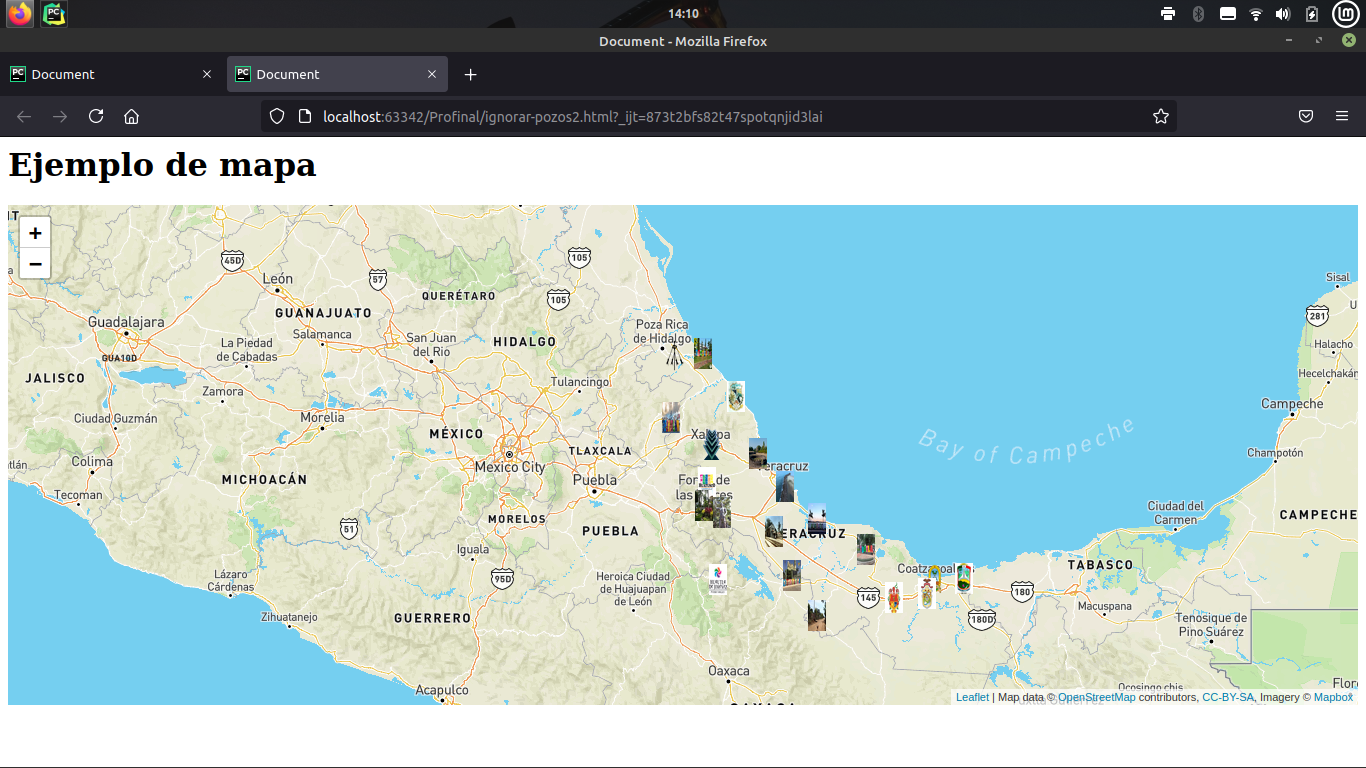 14:10
Document - Mozilla Firefox
Document
Document
localhost:63342/Profinal/ignorar-pozos2.html?_ijt=873t2bfs82t47spotqnjid3lai
Ejemplo de mapa
+
−
45D
León
57
105
QUERÉTARO
105
Sisal
GUANAJUATO
281
Guadalajara
Salamanca
San Juan
del Río
HIDALGO
Poza Rica
de Hidalgo
Halacho
La Piedad
de Cabadas
GUA10D
JALISCO
Tulancingo
Hecelchakán
Zamora
Ciudad Guzmán
Morelia
MÉXICO
TLAXCALA
Campeche
Bay of Campeche
Colima
Mexico City
Puebla
Champotón
MICHOACÁN
Tecoman
MORELOS
PUEBLA
VERACRUZ
Ciudad del
Carmen
CAMPECHE
51
Iguala
95D
Lázaro
Cárdenas
Heroica Ciudad
de Huajuapan
de León
TABASCO
145
180
180D
Macuspana
Zihuatanejo
GUERRERO
Tenosique de
Pino Suárez
Oaxaca
Acapulco
Leaflet | Map data © OpenStreetMap contributors, CC-BY-SA, Imagery © Mapbox